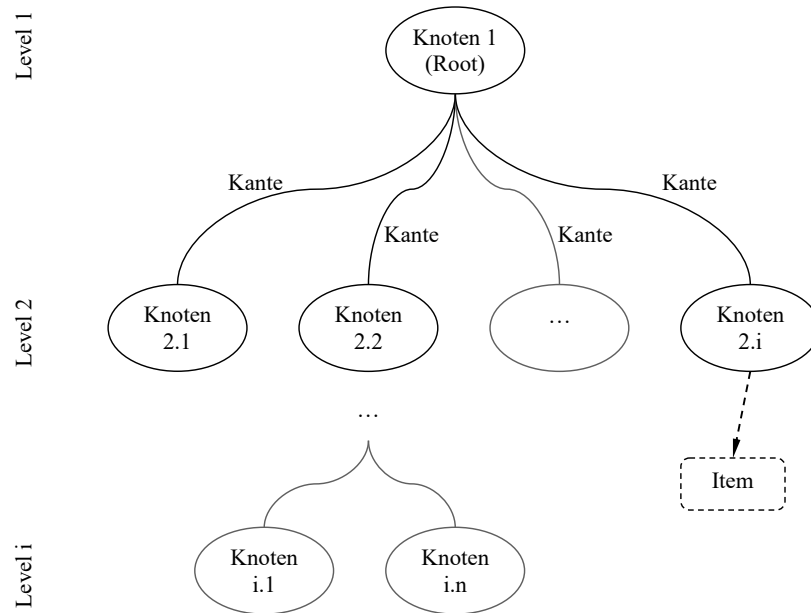 Level 1
Knoten 1
(Root)
Kante
Kante
Kante
Kante
Level 2
Knoten
2.1
Knoten
2.2
…
Knoten
2.i
…
Item
Level i
Knoten
i.1
Knoten
i.n